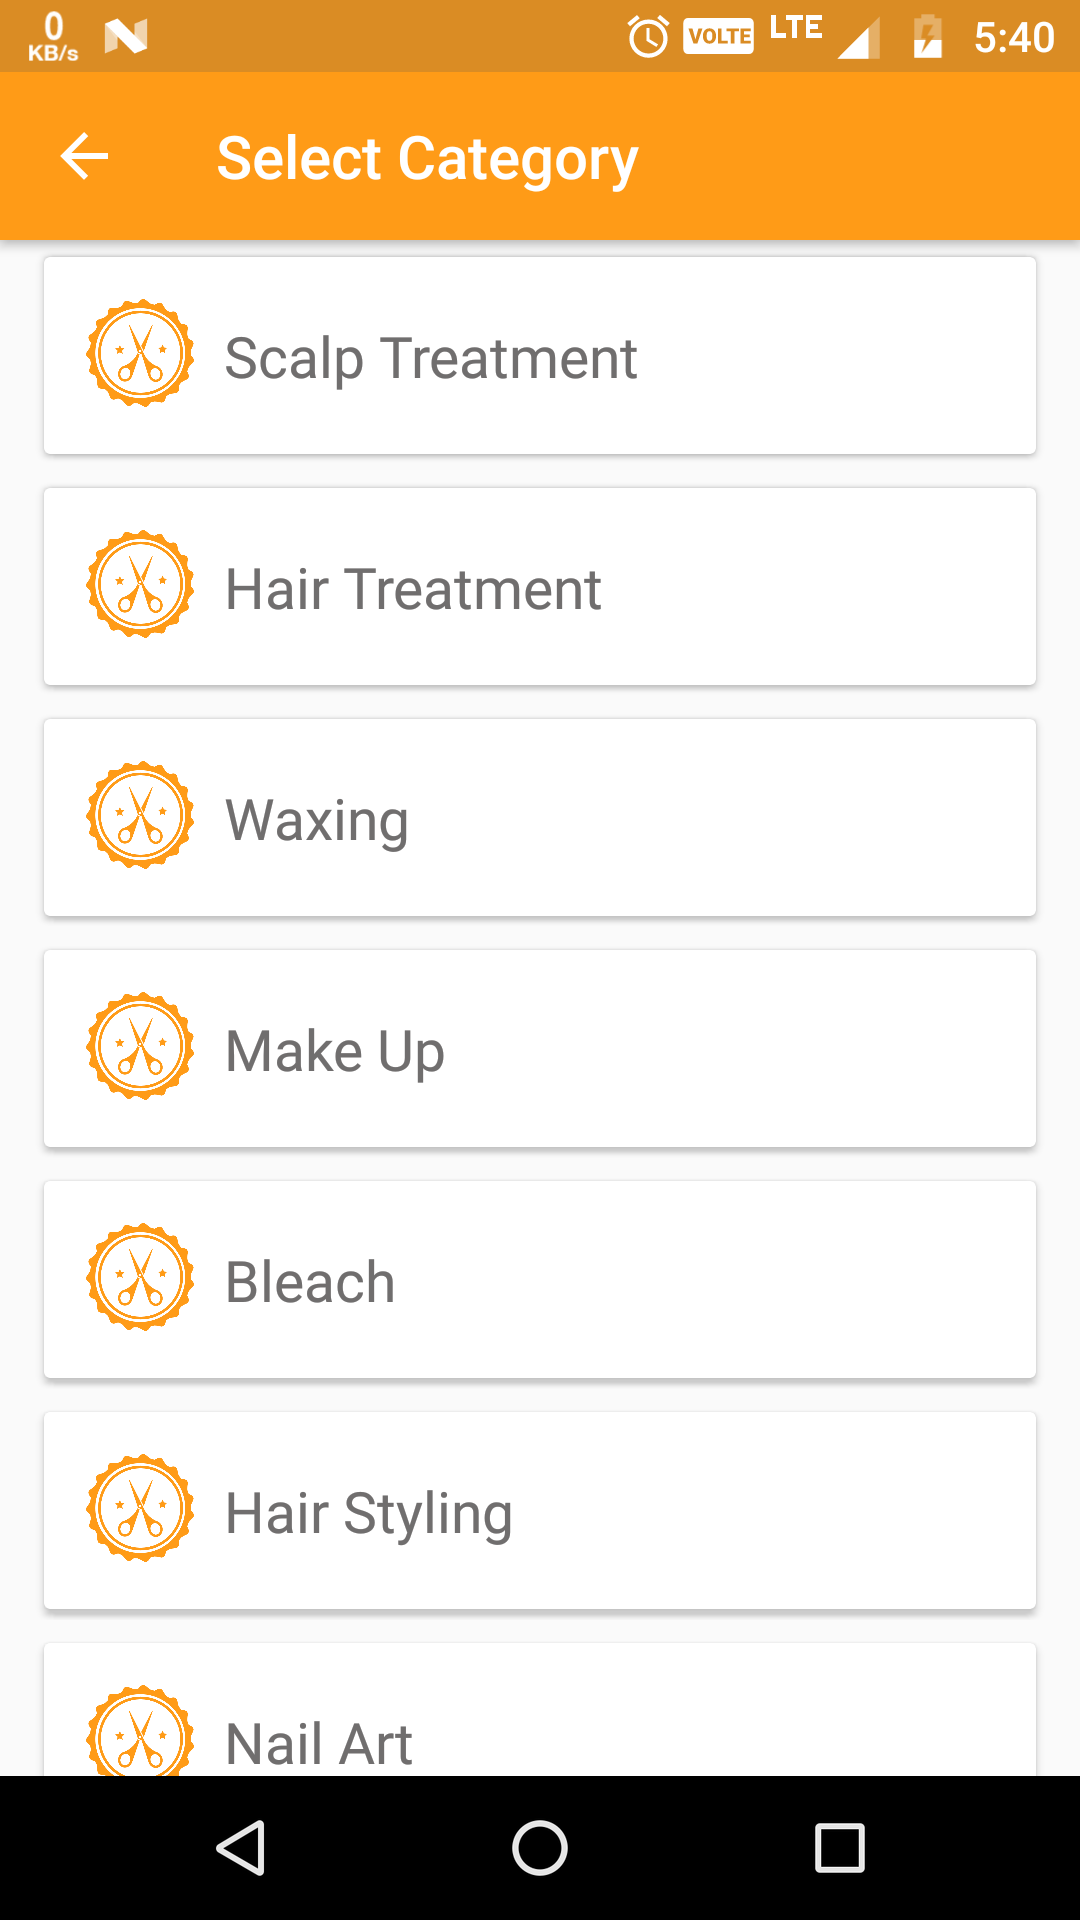 0
KB/s
VOLTE
LTE
5:40
Select Category
Scalp Treatment
Hair Treatment
Waxing
Make Up
Bleach
Hair Styling
Nail Art